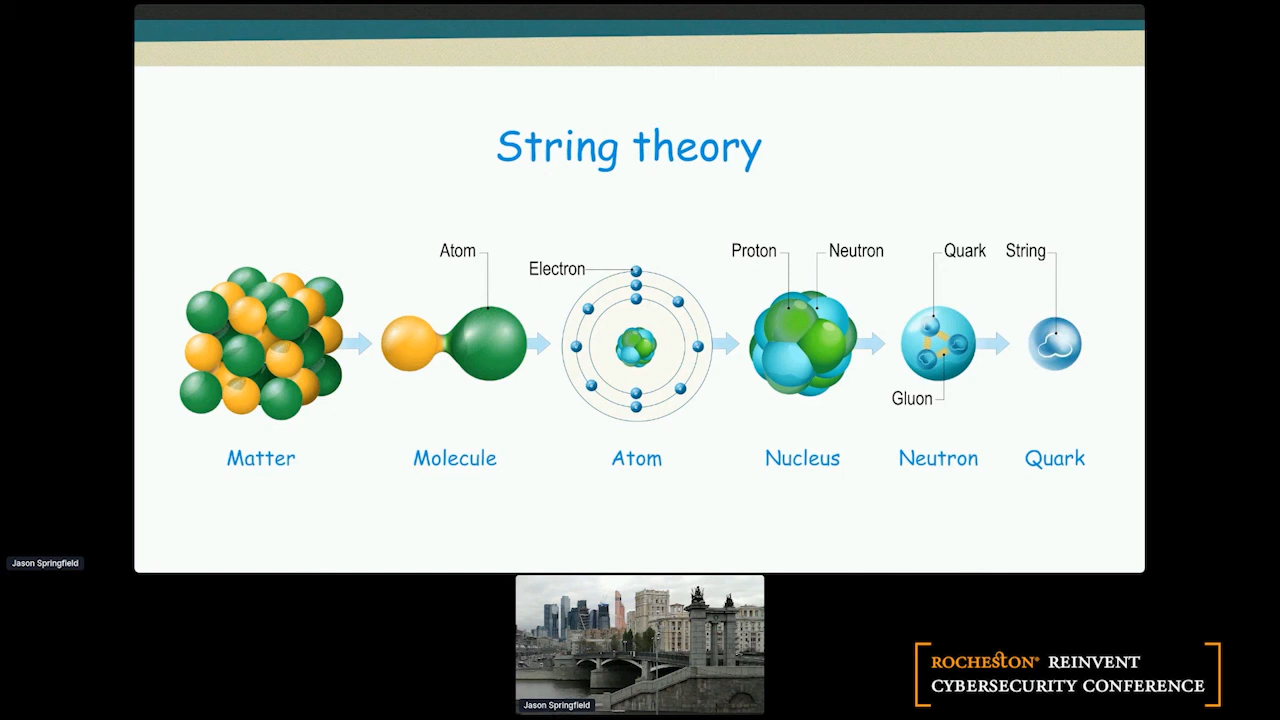 String theory
Atom
Electron
Proton
Neutron
Quark
String
Gluon
Matter
Molecule
Atom
Nucleus
Neutron
Quark
Jason Springfield
Jason Springfield
ROCHESTON® REINVENT
CYBERSECURITY CONFERENCE